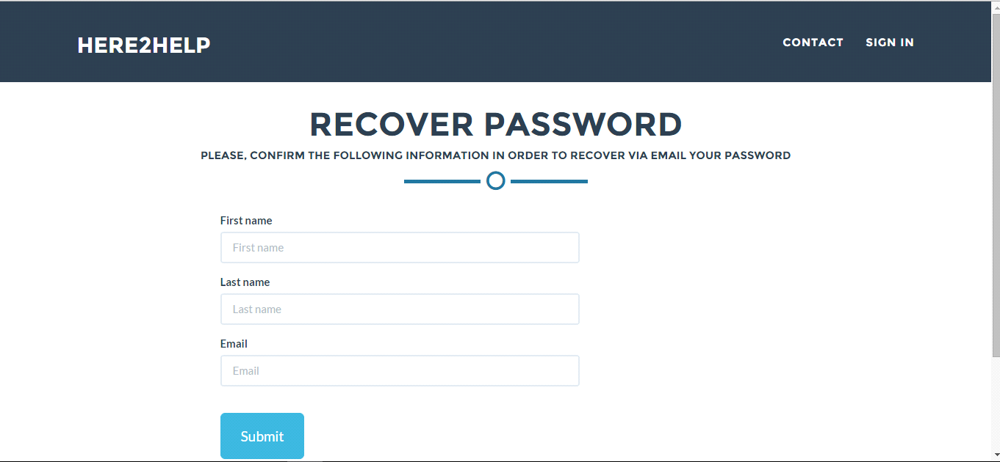 HERE2HELP
CONTACT SIGN IN
RECOVER PASSWORD
PLEASE, CONFIRM THE FOLLOWING INFORMATION IN ORDER TO RECOVER VIA EMAIL YOUR PASSWORD
First name
First name
Last name
Last name
Email
Email
Submit